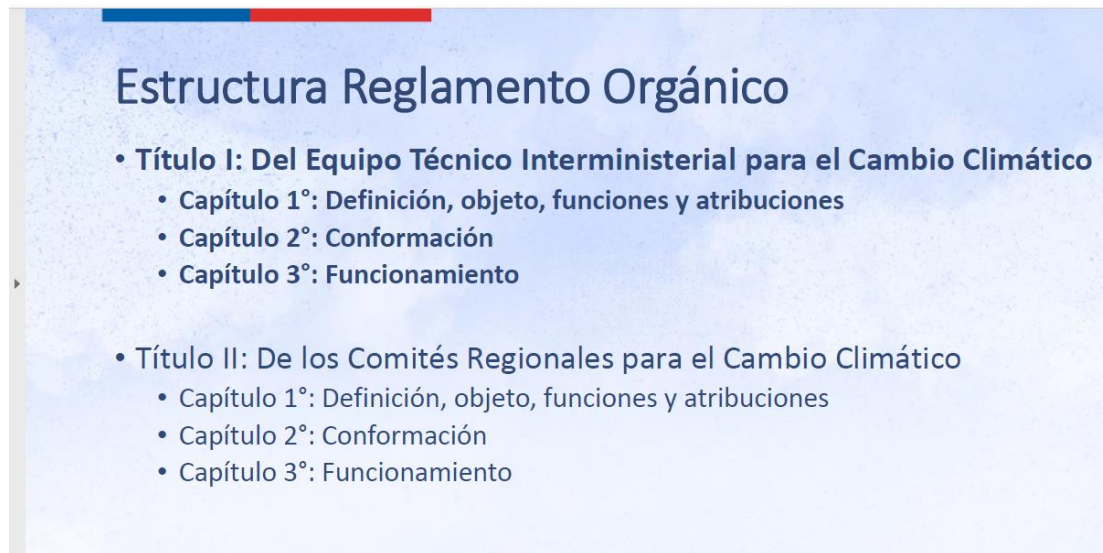 Estructura Reglamento Orgánico
• Título I: Del Equipo Técnico Interministerial para el Cambio Climático
• Capítulo 1°: Definición, objeto, funciones y atribuciones
• Capítulo 2°: Conformación
• Capítulo 3°: Funcionamiento
• Título II: De los Comités Regionales para el Cambio Climático
• Capítulo 1°: Definición, objeto, funciones y atribuciones
• Capítulo 2°: Conformación
• Capítulo 3°: Funcionamiento